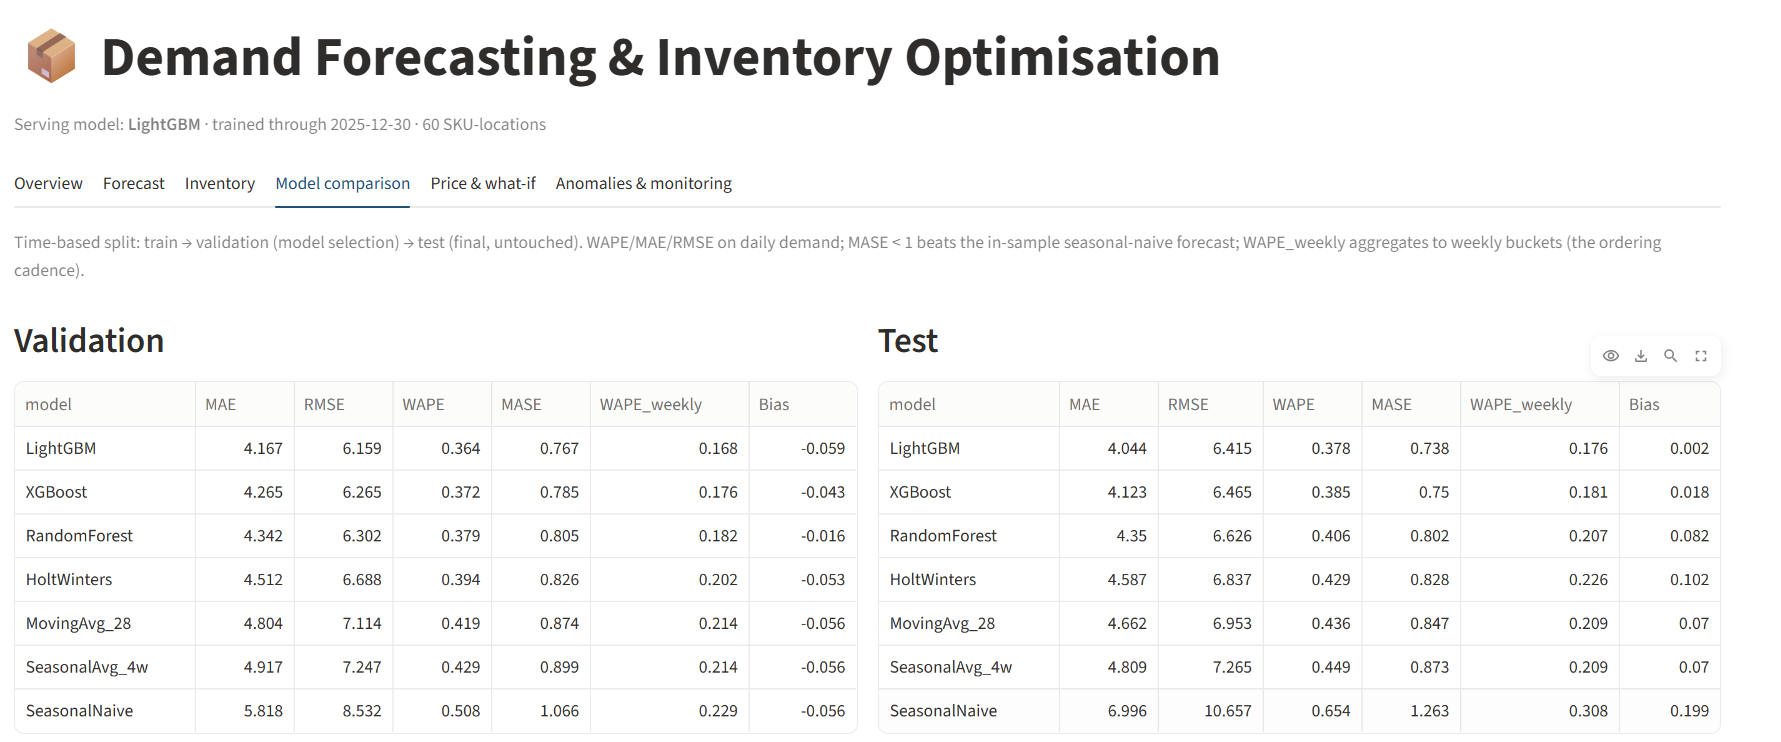 Demand Forecasting & Inventory Optimisation
Serving model: LightGBM · trained through 2025-12-30 · 60 SKU-locations
Overview Forecast Inventory Model comparison Price & what-if Anomalies & monitoring
Time-based split: train → validation (model selection) → test (final, untouched). WAPE/MAE/RMSE on daily demand; MASE < 1 beats the in-sample seasonal-naive forecast; WAPE_weekly aggregates to weekly buckets (the ordering
cadence).
Validation
model MAE RMSE WAPE MASE WAPE_weekly Bias
LightGBM 4.167 6.159 0.364 0.767 0.168 -0.059
XGBoost 4.265 6.265 0.372 0.785 0.176 -0.043
RandomForest 4.342 6.302 0.379 0.805 0.182 -0.016
HoltWinters 4.512 6.688 0.394 0.826 0.202 -0.053
MovingAvg_28 4.804 7.114 0.419 0.874 0.214 -0.056
SeasonalAvg_4w 4.917 7.247 0.429 0.899 0.214 -0.056
SeasonalNaive 5.818 8.532 0.508 1.066 0.229 -0.056
Test
model MAE RMSE WAPE MASE WAPE_weekly Bias
LightGBM 4.044 6.415 0.378 0.738 0.176 0.002
XGBoost 4.123 6.465 0.385 0.75 0.181 0.018
RandomForest 4.35 6.626 0.406 0.802 0.207 0.082
HoltWinters 4.587 6.837 0.429 0.828 0.226 0.102
MovingAvg_28 4.662 6.953 0.436 0.847 0.209 0.07
SeasonalAvg_4w 4.809 7.265 0.449 0.873 0.209 0.07
SeasonalNaive 6.996 10.657 0.654 1.263 0.308 0.199